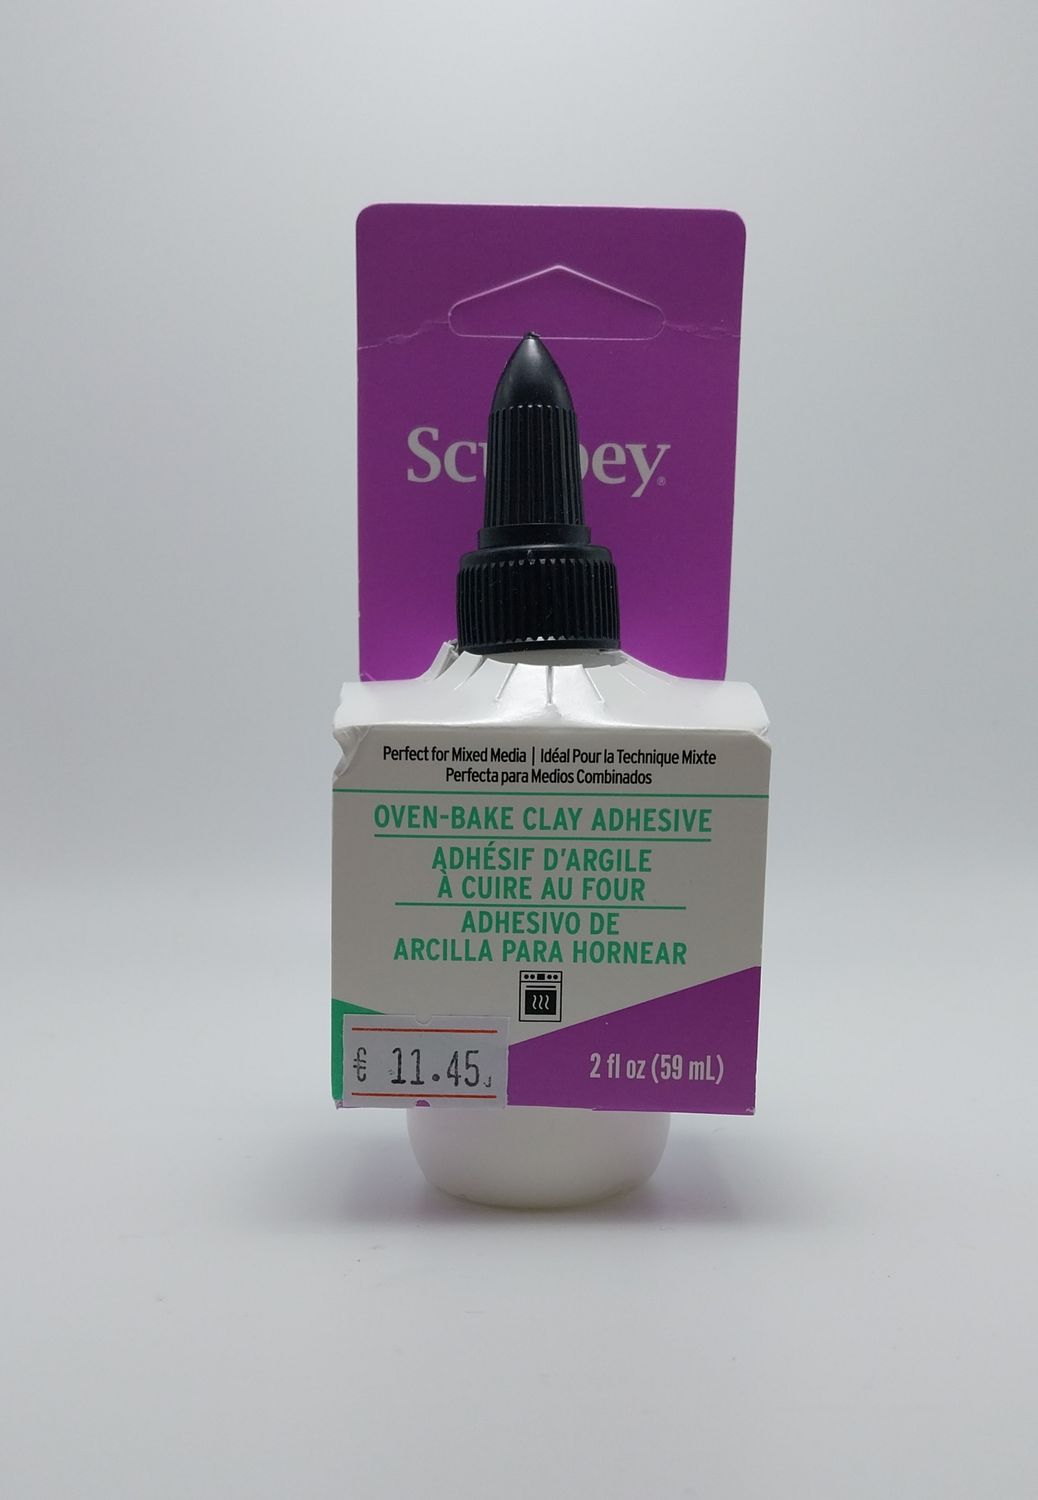 Sculpey®
Perfect for Mixed Media | Idéal Pour la Technique Mixte
Perfecta para Medios Combinados
OVEN-BAKE CLAY ADHESIVE
ADHÉSIF D'ARGILE
À CUIRE AU FOUR
ADHESIVO DE
ARCILLA PARA HORNEAR
€ 11.45
2 fl oz (59 mL)